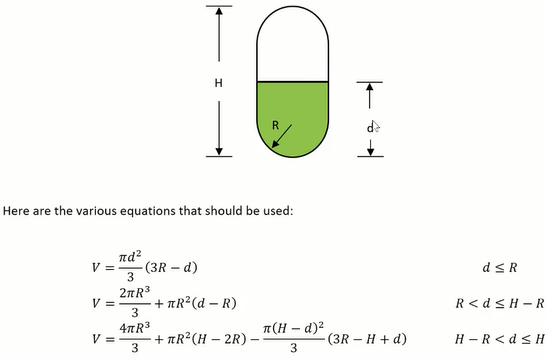 H
R
d
Here are the various equations that should be used:
V = πd²/3 (3R − d) d ≤ R
V = 2πR³/3 + πR²(d − R) R < d ≤ H − R
V = 4πR³/3 + πR²(H − 2R) − π(H − d)²/3 (3R − H + d) H − R < d ≤ H